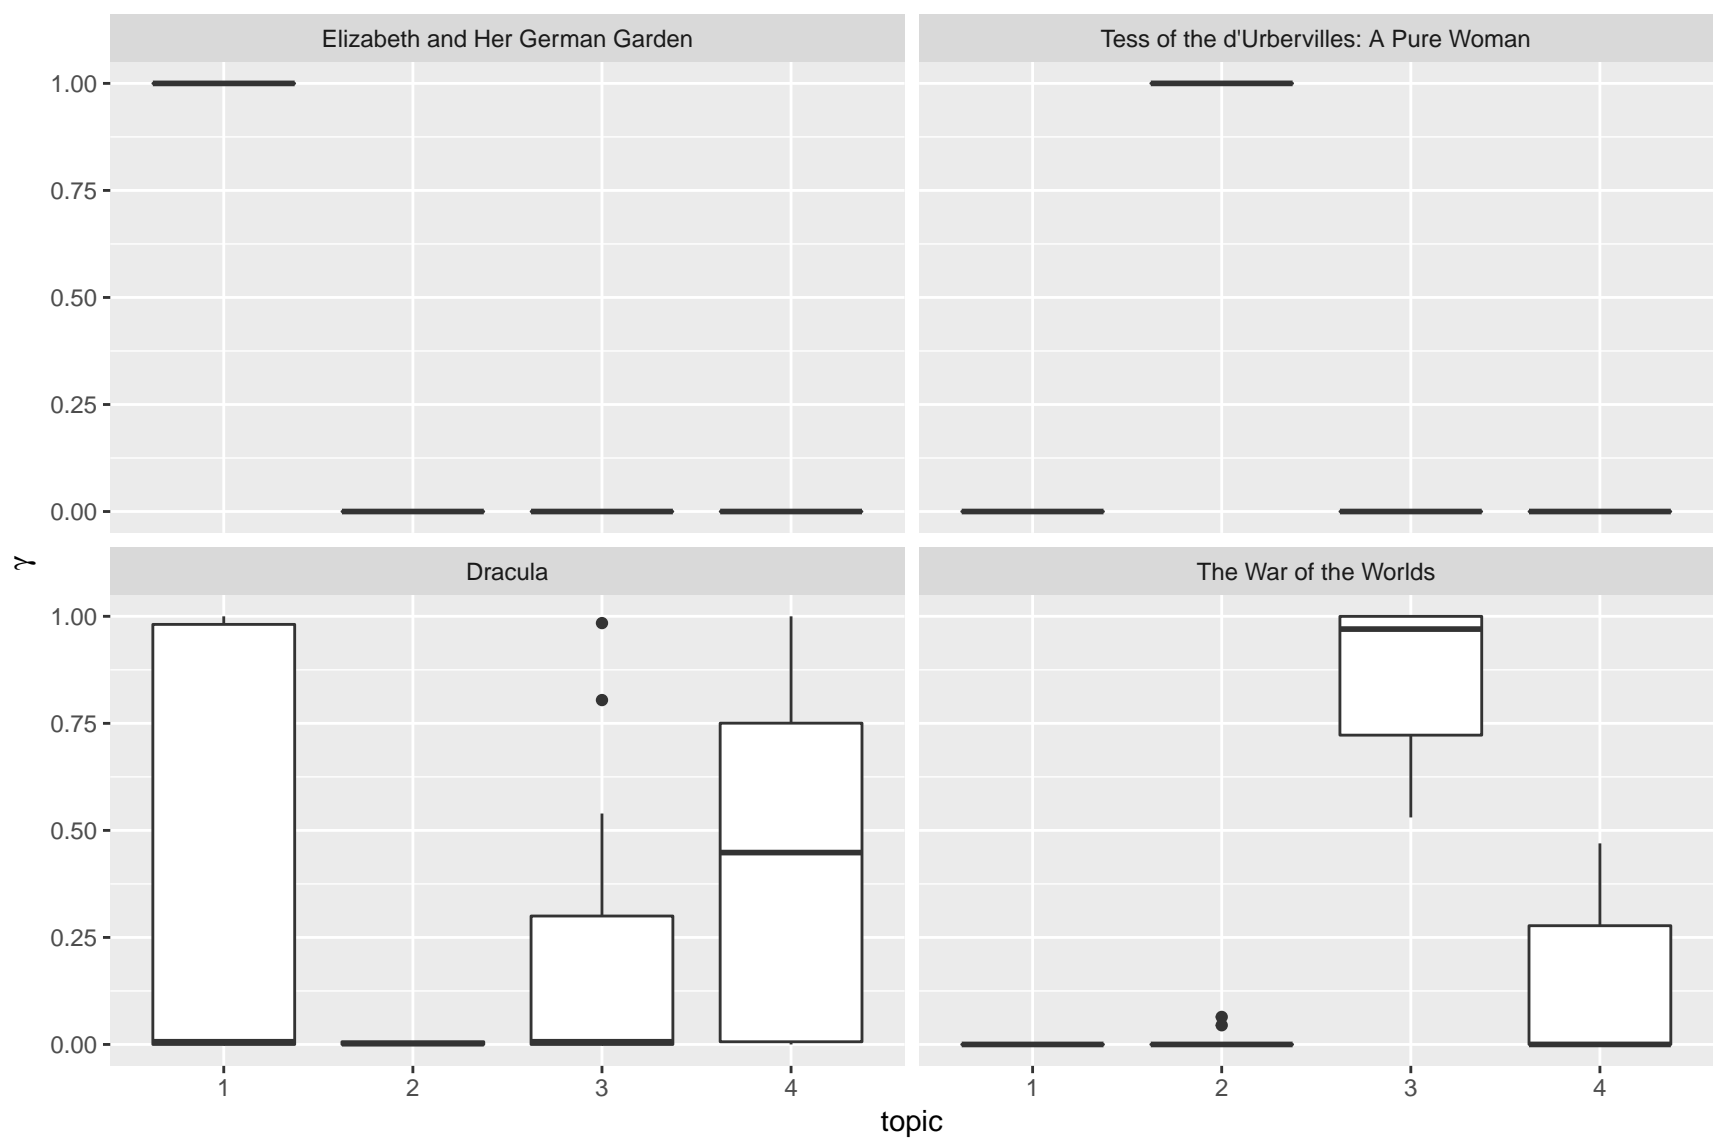 Elizabeth and Her German Garden
Tess of the d'Urbervilles: A Pure Woman
1.00
0.75
0.50
0.25
0.00
γ
Dracula
The War of the Worlds
1.00
0.75
0.50
0.25
0.00
1 2 3 4
1 2 3 4
topic